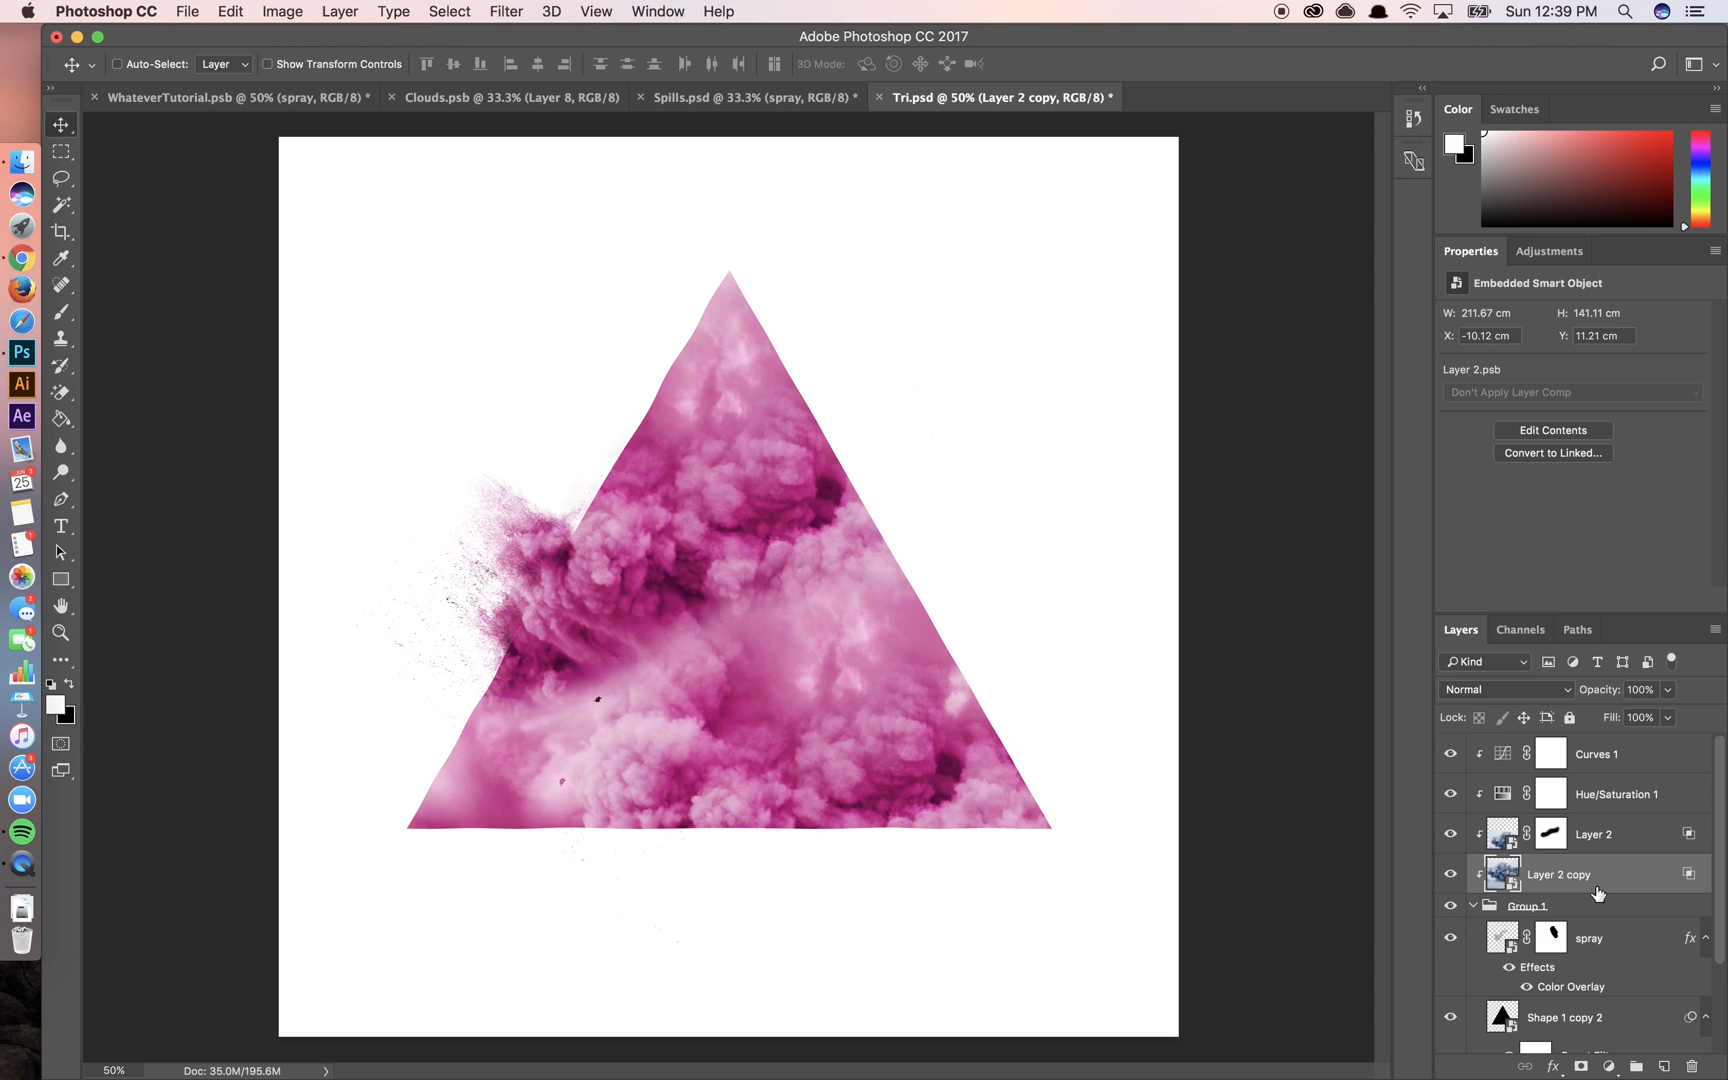 Photoshop CC File Edit Image Layer Type Select Filter 3D View Window Help Sun 12:39 PM
Adobe Photoshop CC 2017
Auto-Select: Layer Show Transform Controls 3D Mode:
WhateverTutorial.psb @ 50% (spray, RGB/8) * Clouds.psb @ 33.3% (Layer 8, RGB/8) Spills.psd @ 33.3% (spray, RGB/8) * Tri.psd @ 50% (Layer 2 copy, RGB/8) *
Color Swatches
Properties Adjustments
Embedded Smart Object
W: 211.67 cm H: 141.11 cm
X: -10.12 cm Y: 11.21 cm
Layer 2.psb
Don't Apply Layer Comp
Edit Contents
Convert to Linked...
Layers Channels Paths
Kind
Normal Opacity: 100%
Lock: Fill: 100%
Curves 1
Hue/Saturation 1
Layer 2
Layer 2 copy
Group 1
spray fx
Effects
Color Overlay
Shape 1 copy 2
fx
50% Doc: 35.0M/195.6M
Ps
Ai
Ae
25